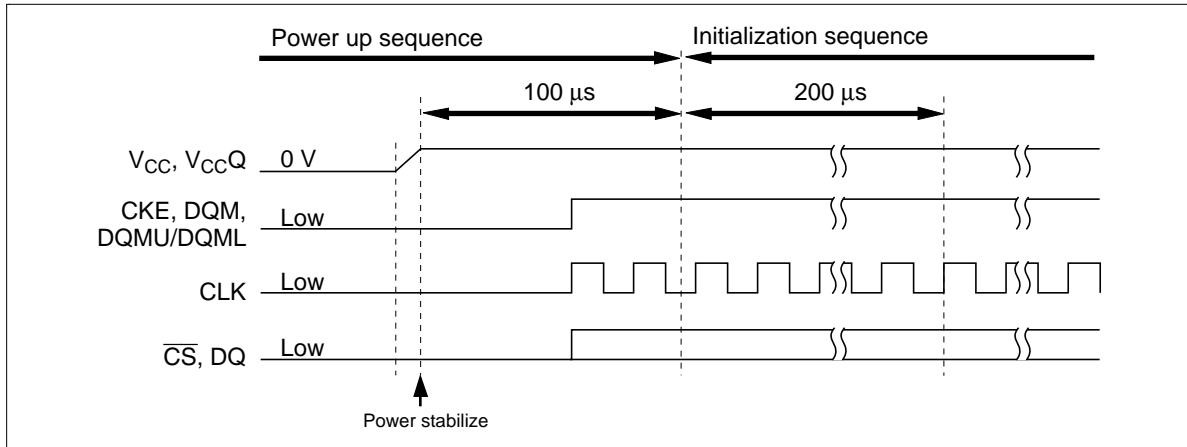 Power up sequence
Initialization sequence
100 μs
200 μs
VCC, VCCQ
0 V
CKE, DQM,
DQMU/DQML
Low
CLK
Low
CS, DQ
Low
Power stabilize